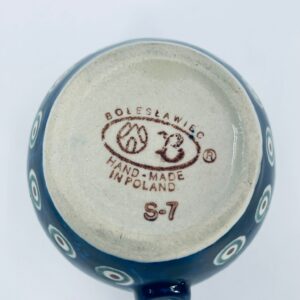 BOLESŁAWIEC
B ®
HAND-MADE
IN POLAND
S-7